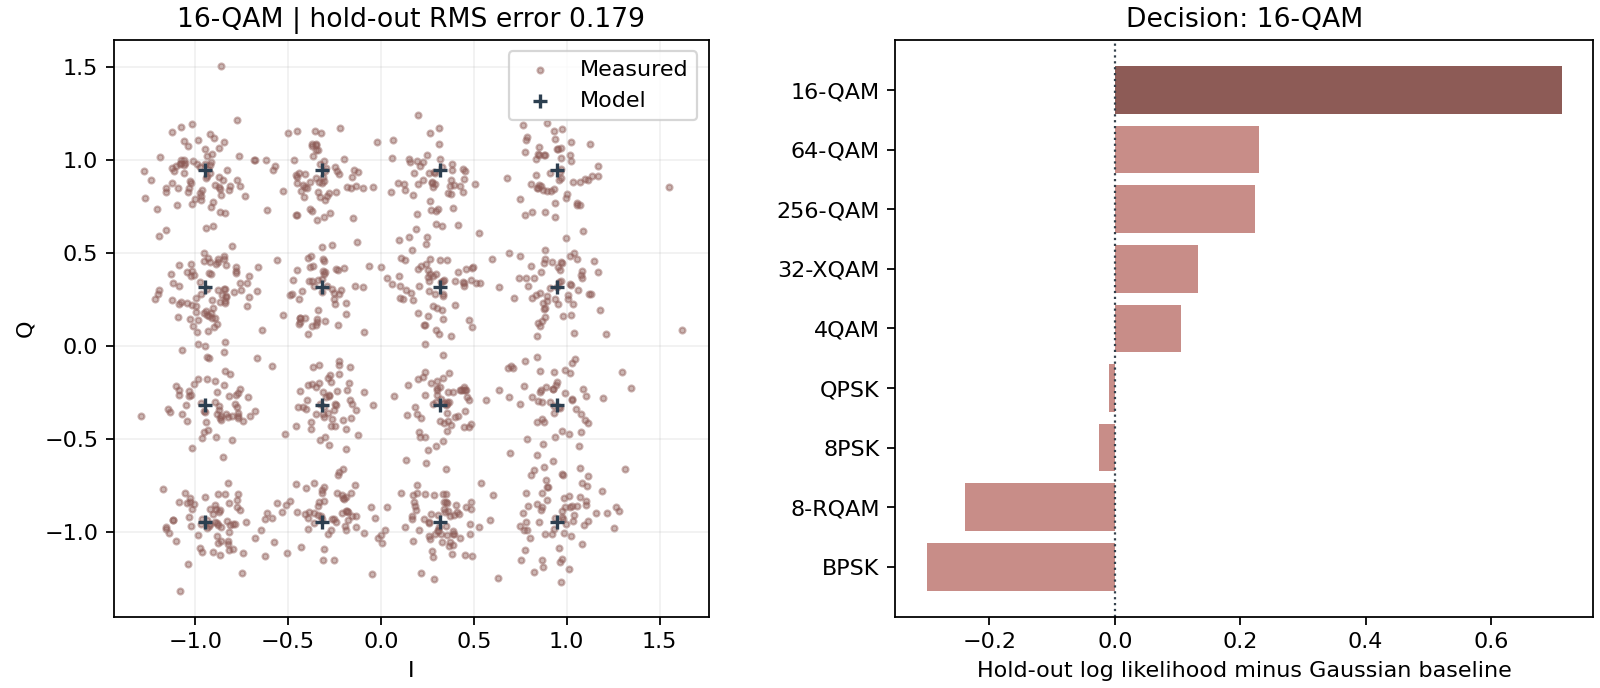 16-QAM | hold-out RMS error 0.179
Measured
Model
1.5
1.0
0.5
0.0
−0.5
−1.0
Q
−1.0
−0.5
0.0
0.5
1.0
1.5
I
Decision: 16-QAM
16-QAM
64-QAM
256-QAM
32-XQAM
4QAM
QPSK
8PSK
8-RQAM
BPSK
−0.2
0.0
0.2
0.4
0.6
Hold-out log likelihood minus Gaussian baseline